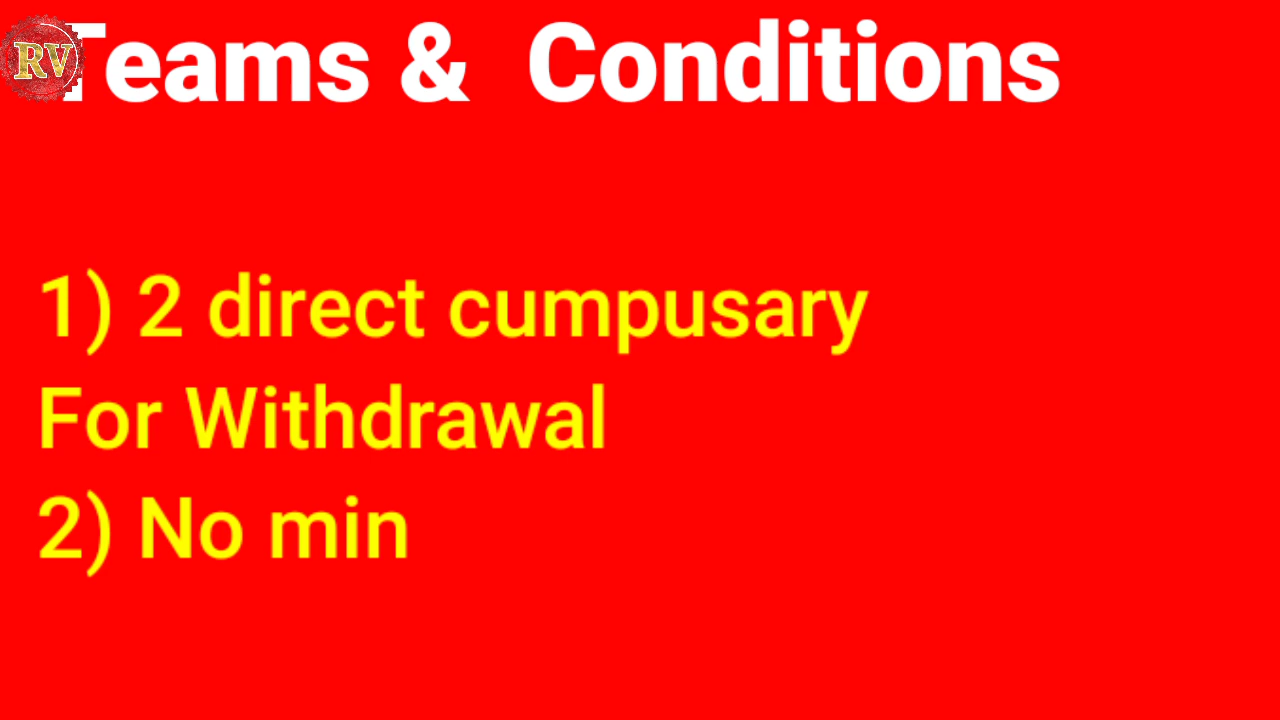 RV
Teams & Conditions
1) 2 direct cumpusary
For Withdrawal
2) No min